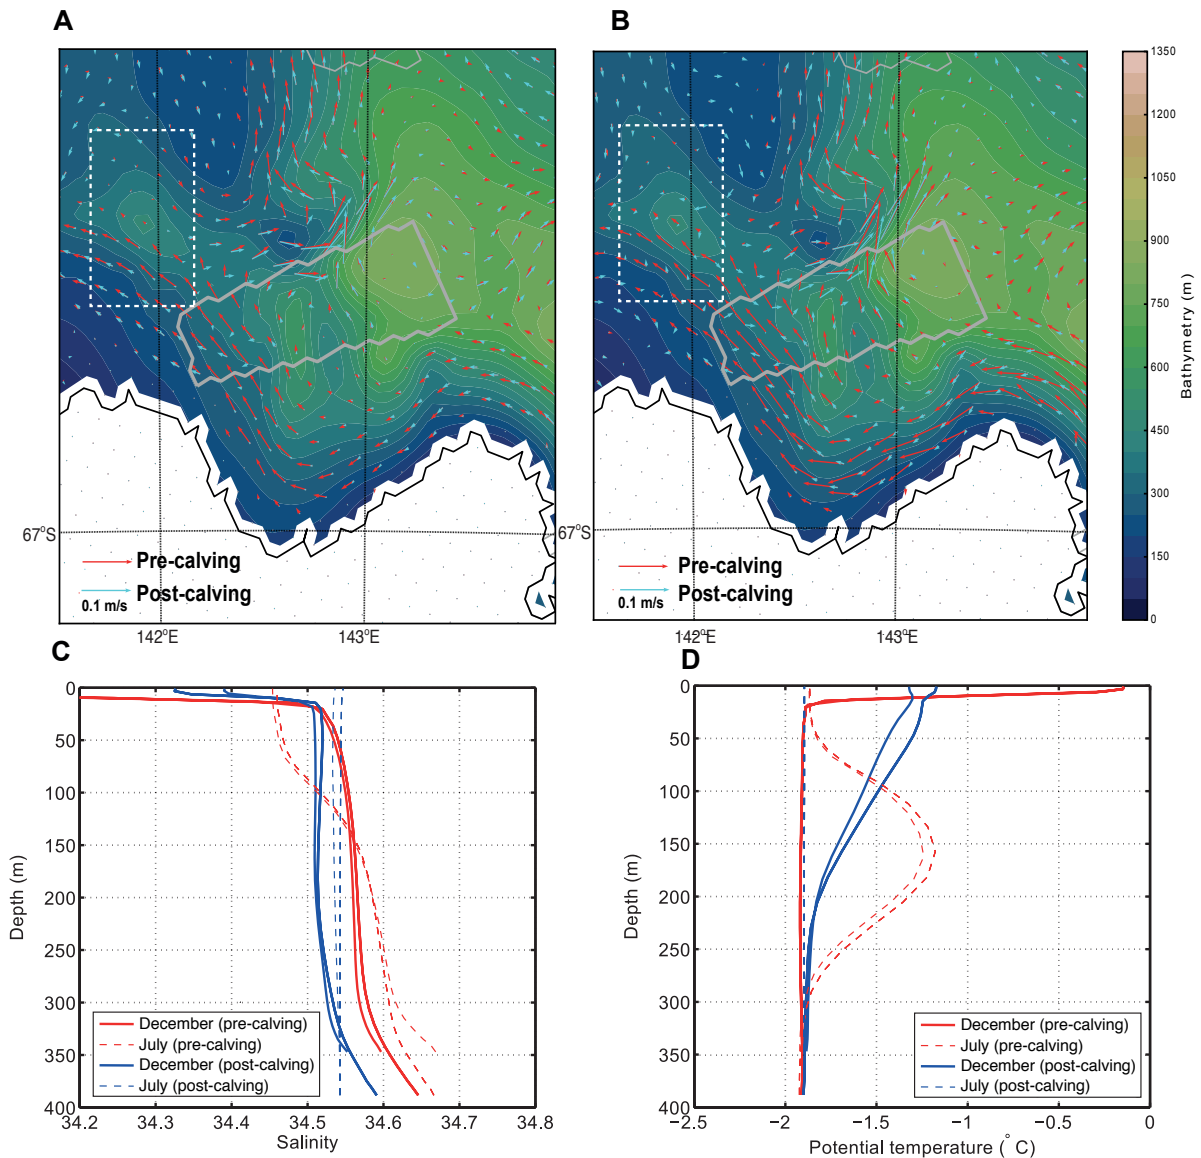 A
B
1350
1200
1050
900
750
600
450
300
150
0
Bathymetry (m)
67°S
67°S
Pre-calving
Post-calving
0.1 m/s
Pre-calving
Post-calving
0.1 m/s
142°E
143°E
142°E
143°E
C
D
0
50
100
150
200
250
300
350
400
Depth (m)
34.2
34.3
34.4
34.5
34.6
34.7
34.8
Salinity
December (pre-calving)
July (pre-calving)
December (post-calving)
July (post-calving)
0
50
100
150
200
250
300
350
400
Depth (m)
−2.5
−2
−1.5
−1
−0.5
0
Potential temperature (°C)
December (pre-calving)
July (pre-calving)
December (post-calving)
July (post-calving)